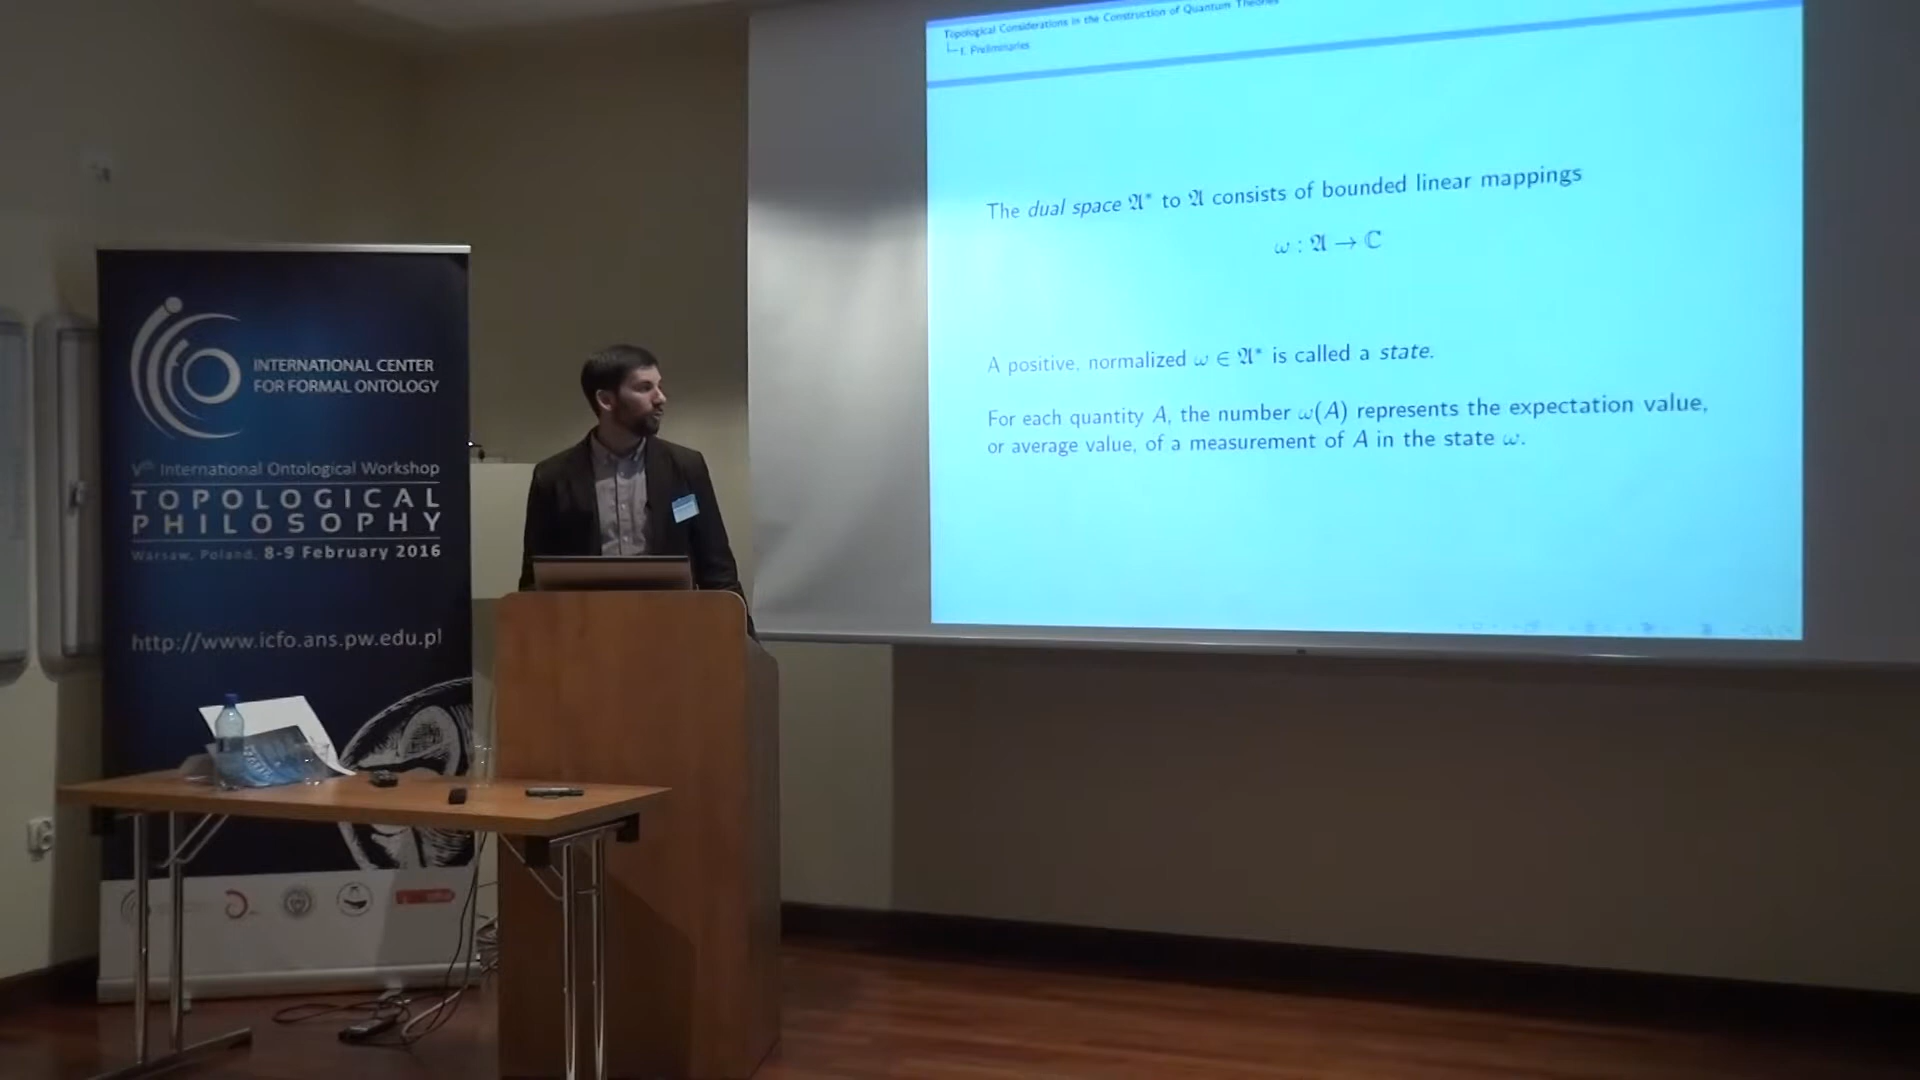 INTERNATIONAL CENTER
FOR FORMAL ONTOLOGY
Vth International Ontological Workshop
TOPOLOGICAL
PHILOSOPHY
Warsaw, Poland, 8-9 February 2016
http://www.icfo.ans.pw.edu.pl
Topological Considerations in the Construction of Quantum Theories
I. Preliminaries
The dual space 𝔄* to 𝔄 consists of bounded linear mappings
ω : 𝔄 → ℂ
A positive, normalized ω ∈ 𝔄* is called a state.
For each quantity A, the number ω(A) represents the expectation value,
or average value, of a measurement of A in the state ω.